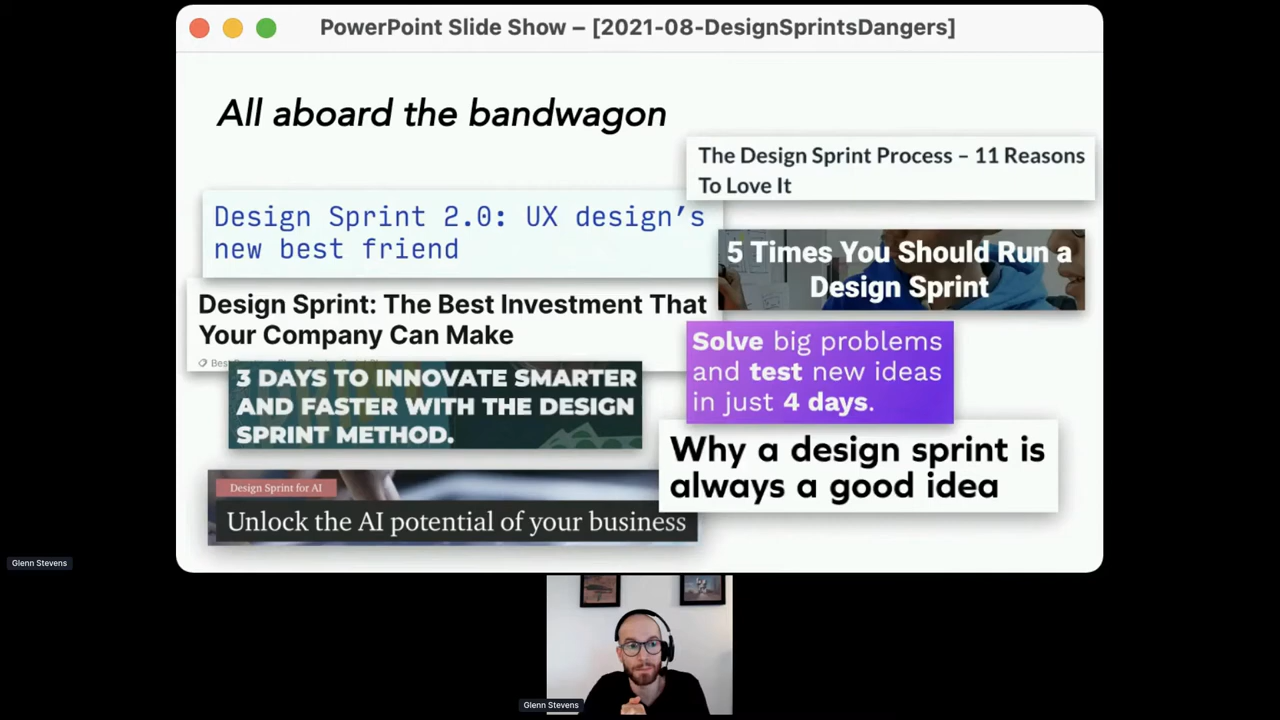 PowerPoint Slide Show – [2021-08-DesignSprintsDangers]
All aboard the bandwagon
The Design Sprint Process – 11 Reasons
To Love It
Design Sprint 2.0: UX design’s
new best friend
5 Times You Should Run a
Design Sprint
Design Sprint: The Best Investment That
Your Company Can Make
Solve big problems
and test new ideas
in just 4 days.
3 DAYS TO INNOVATE SMARTER
AND FASTER WITH THE DESIGN
SPRINT METHOD.
Why a design sprint is
always a good idea
Design Sprint for AI
Unlock the AI potential of your business
Glenn Stevens
Glenn Stevens